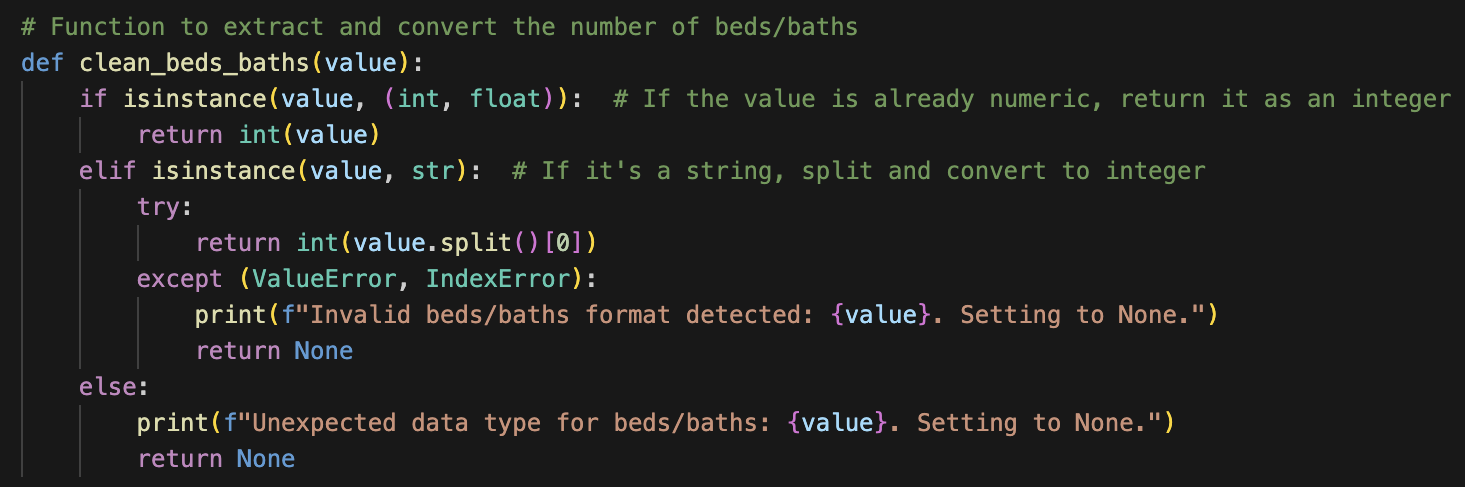 # Function to extract and convert the number of beds/baths
def clean_beds_baths(value):
    if isinstance(value, (int, float)):  # If the value is already numeric, return it as an integer
        return int(value)
    elif isinstance(value, str):  # If it's a string, split and convert to integer
        try:
            return int(value.split()[0])
        except (ValueError, IndexError):
            print(f"Invalid beds/baths format detected: {value}. Setting to None.")
            return None
    else:
        print(f"Unexpected data type for beds/baths: {value}. Setting to None.")
        return None